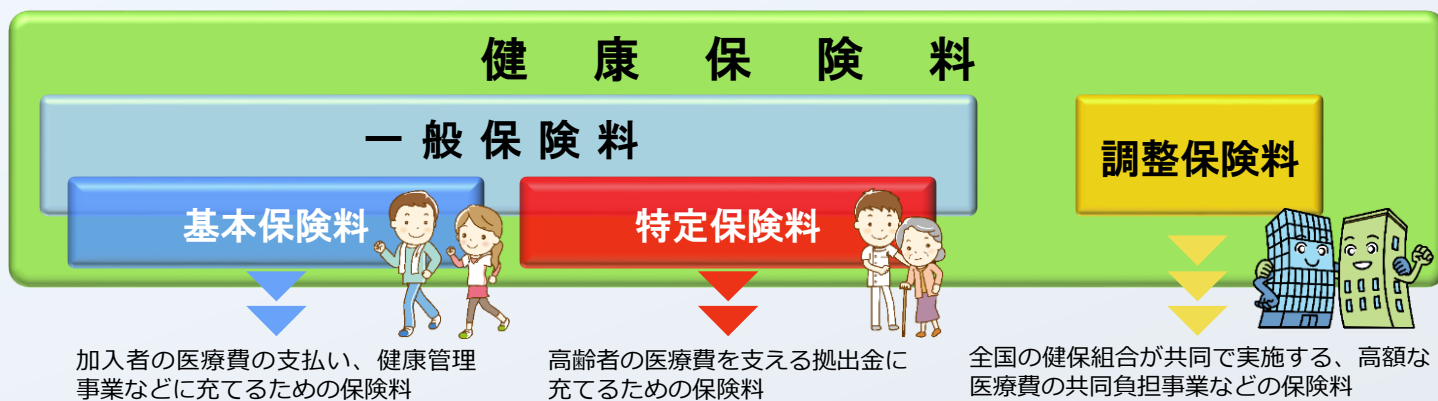 健康保険料
一般保険料
調整保険料
基本保険料
特定保険料
加入者の医療費の支払い、健康管理
事業などに充てるための保険料
高齢者の医療費を支える拠出金に
充てるための保険料
全国の健保組合が共同で実施する、高額な
医療費の共同負担事業などの保険料